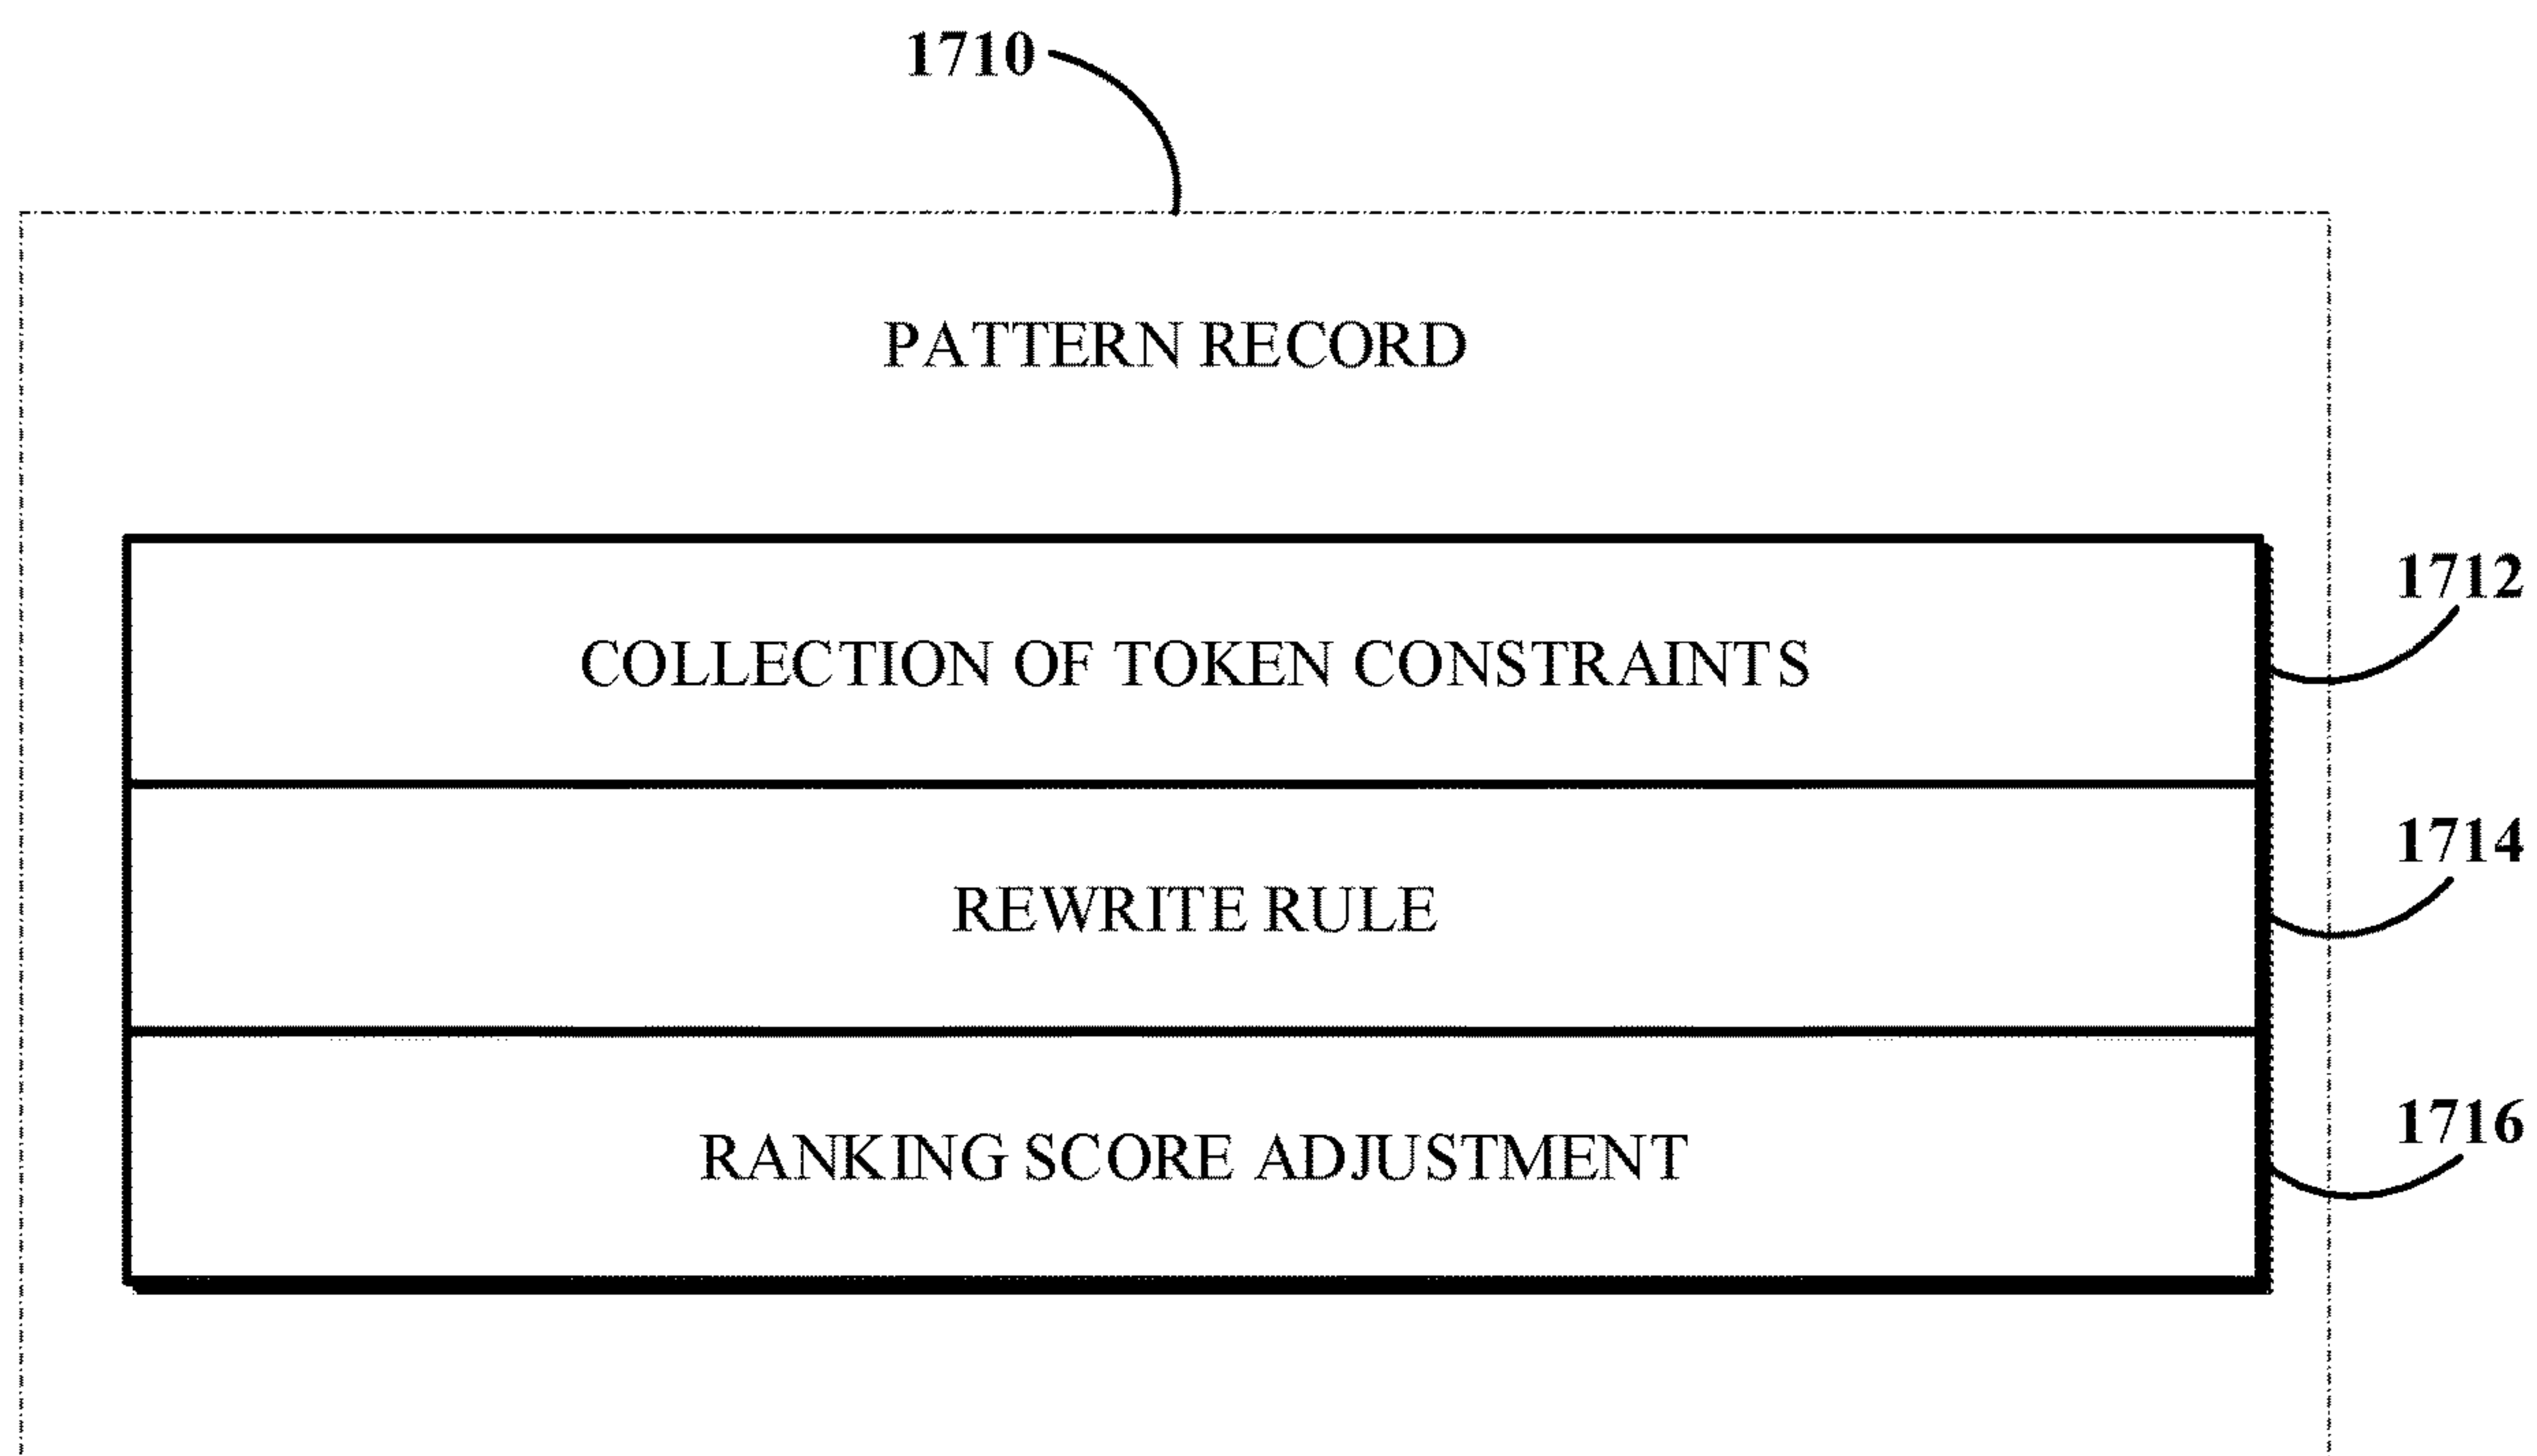 1710
PATTERN RECORD
COLLECTION OF TOKEN CONSTRAINTS
1712
REWRITE RULE
1714
RANKING SCORE ADJUSTMENT
1716